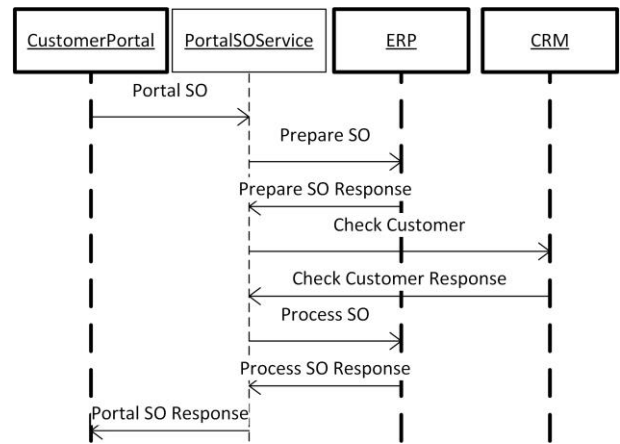 CustomerPortal
PortalSOService
ERP
CRM
Portal SO
Prepare SO
Prepare SO Response
Check Customer
Check Customer Response
Process SO
Process SO Response
Portal SO Response